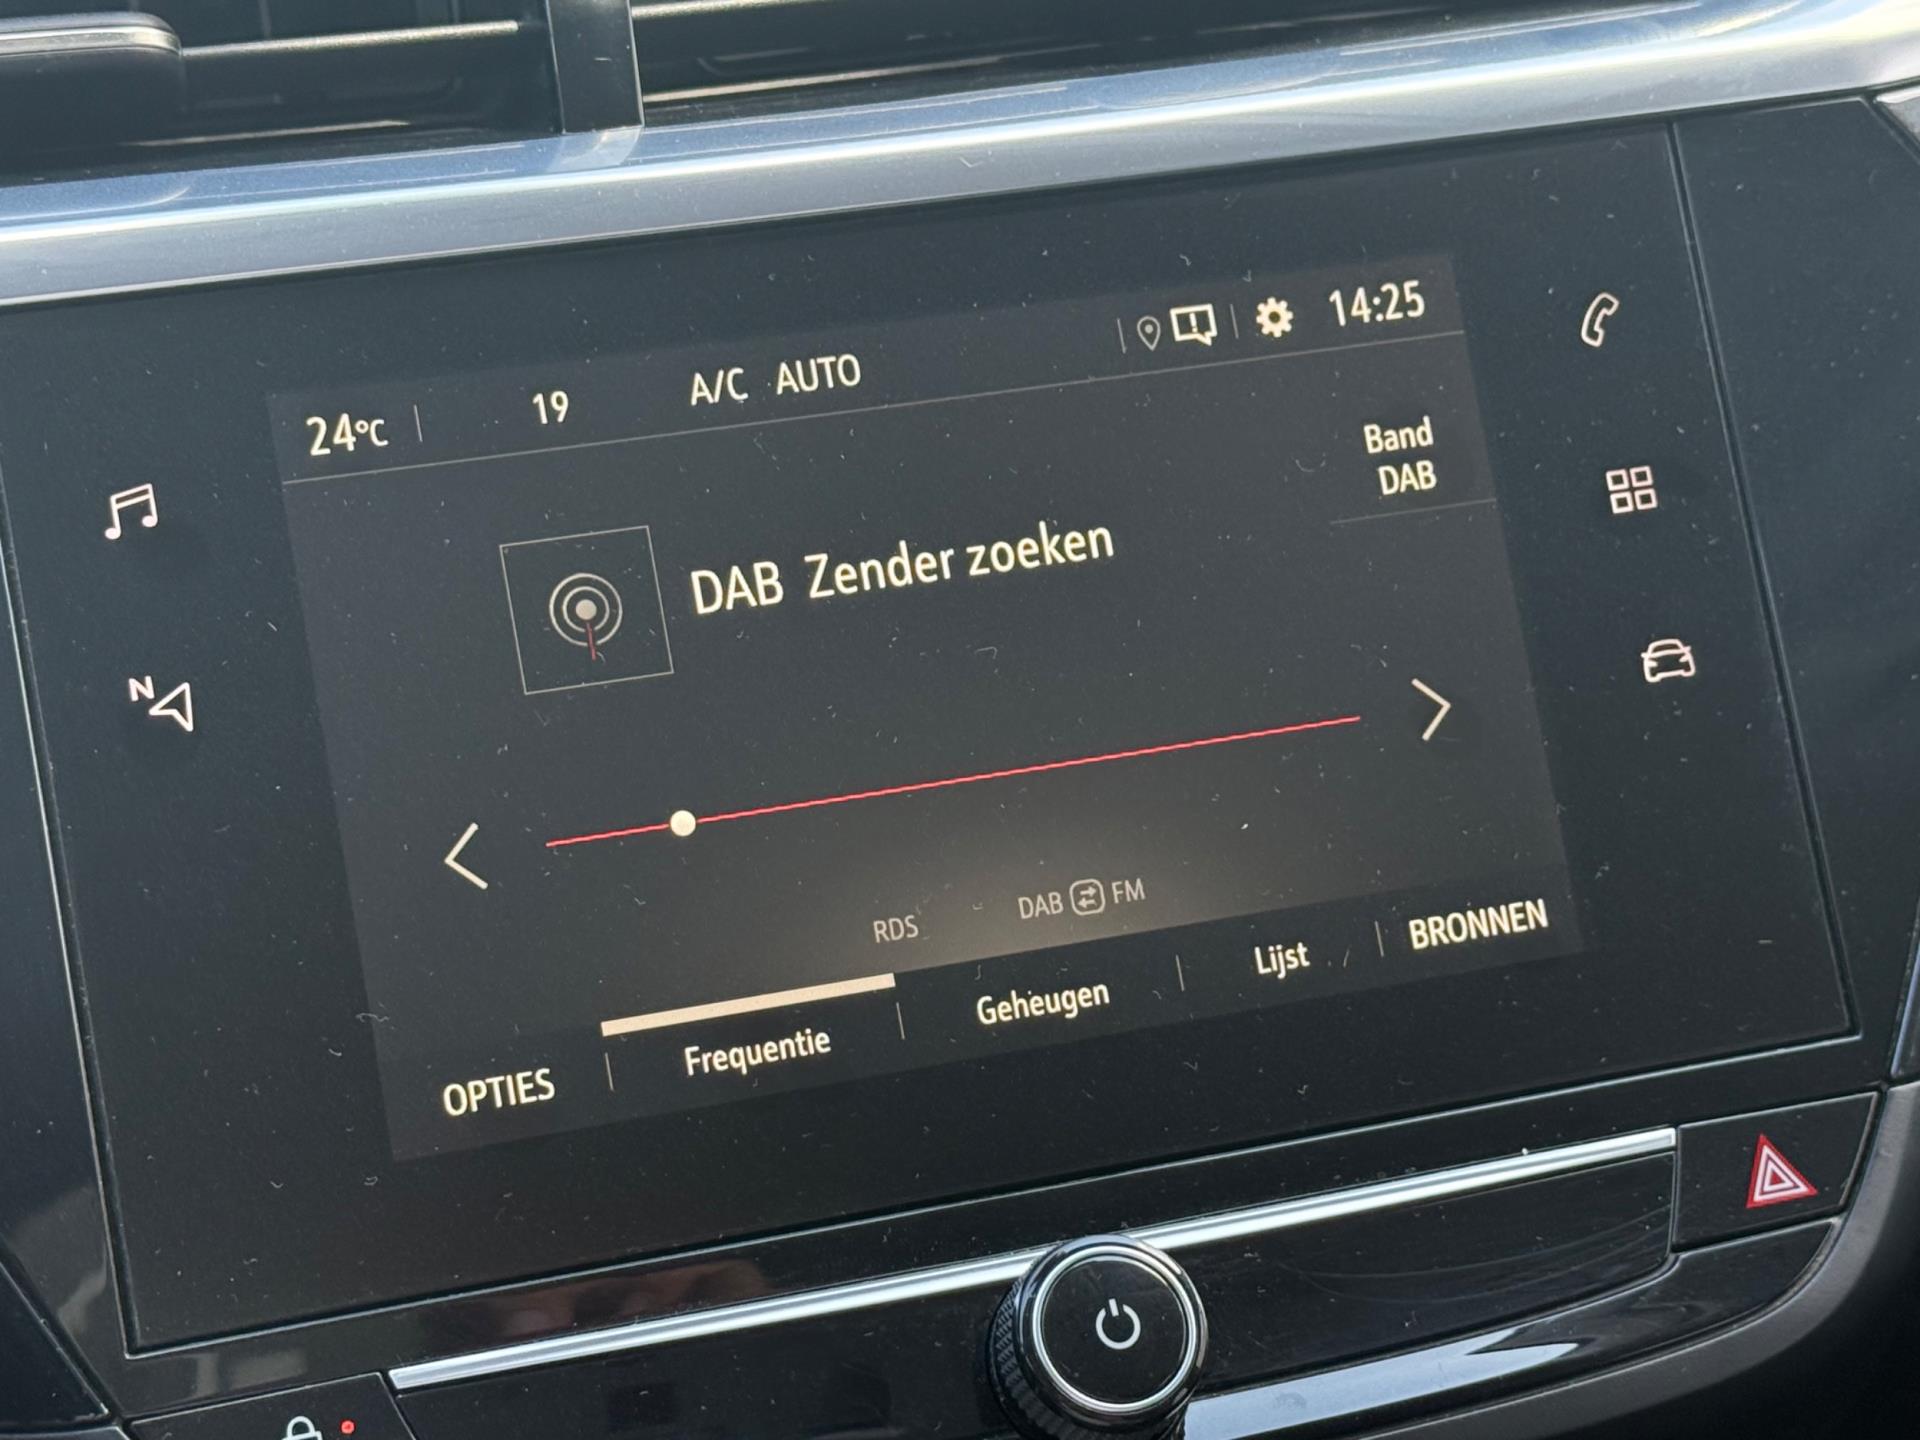 24°C 19 A/C AUTO 14:25
Band
DAB
DAB Zender zoeken
N
RDS DAB FM
OPTIES Frequentie Geheugen Lijst BRONNEN